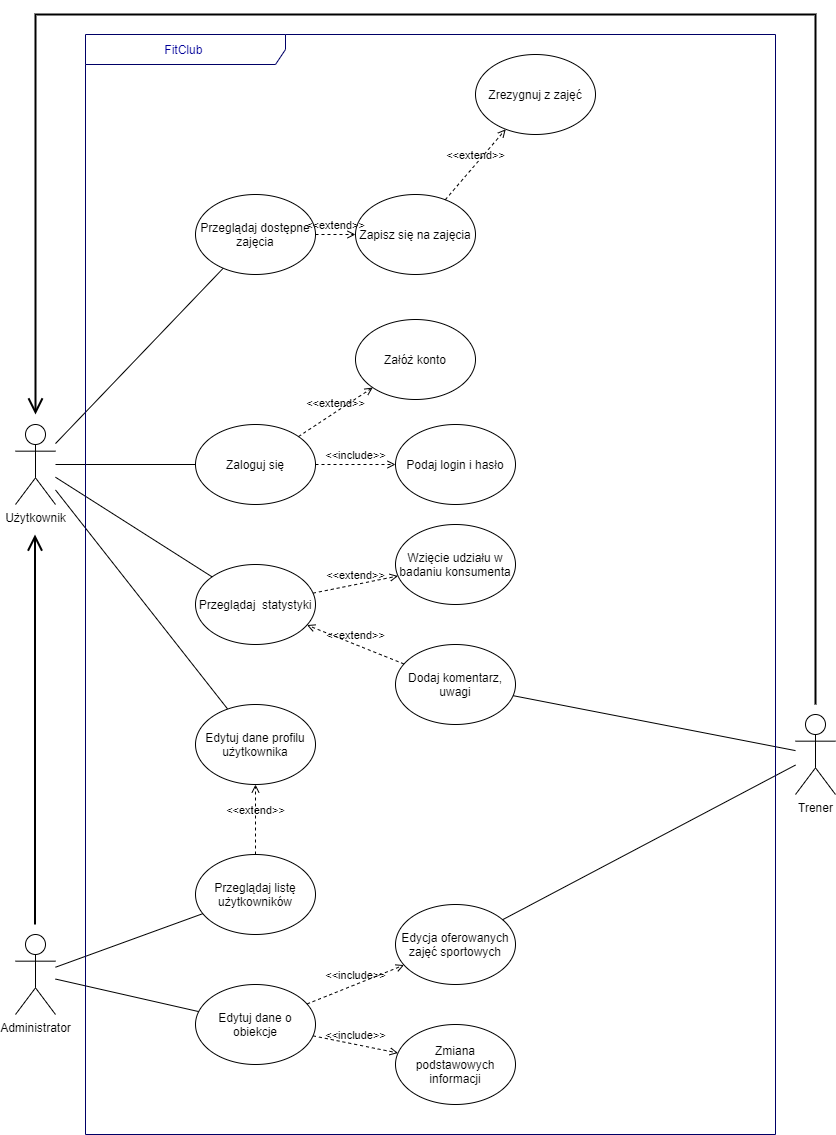 FitClub
Zrezygnuj z zajęć
<<extend>>
Przeglądaj dostępne
zajęcia
<<extend>>
Zapisz się na zajęcia
Załóż konto
<<extend>>
Zaloguj się
<<include>>
Podaj login i hasło
Użytkownik
Wzięcie udziału w
badaniu konsumenta
<<extend>>
Przeglądaj statystyki
<<extend>>
Dodaj komentarz,
uwagi
Edytuj dane profilu
użytkownika
Trener
<<extend>>
Przeglądaj listę
użytkowników
Edycja oferowanych
zajęć sportowych
<<include>>
Edytuj dane o
obiekcje
Administrator
<<include>>
Zmiana
podstawowych
informacji